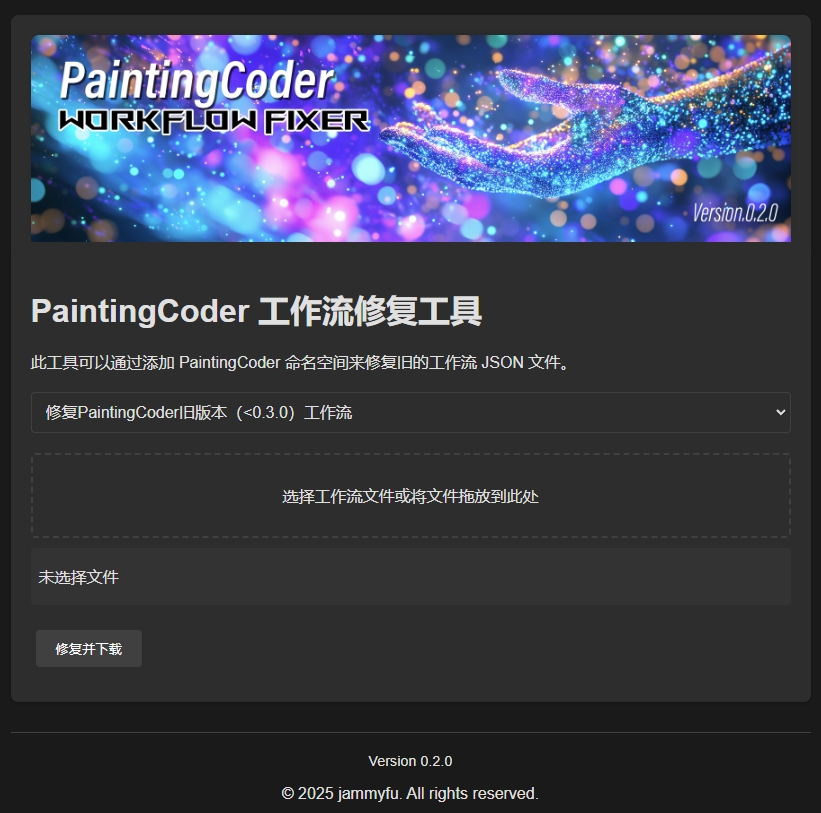 PaintingCoder
WORKFLOW FIXER
Version.0.2.0
PaintingCoder 工作流修复工具
此工具可以通过添加 PaintingCoder 命名空间来修复旧的工作流 JSON 文件。
修复PaintingCoder旧版本（<0.3.0）工作流
选择工作流文件或将文件拖放到此处
未选择文件
修复并下载
Version 0.2.0
© 2025 jammyfu. All rights reserved.